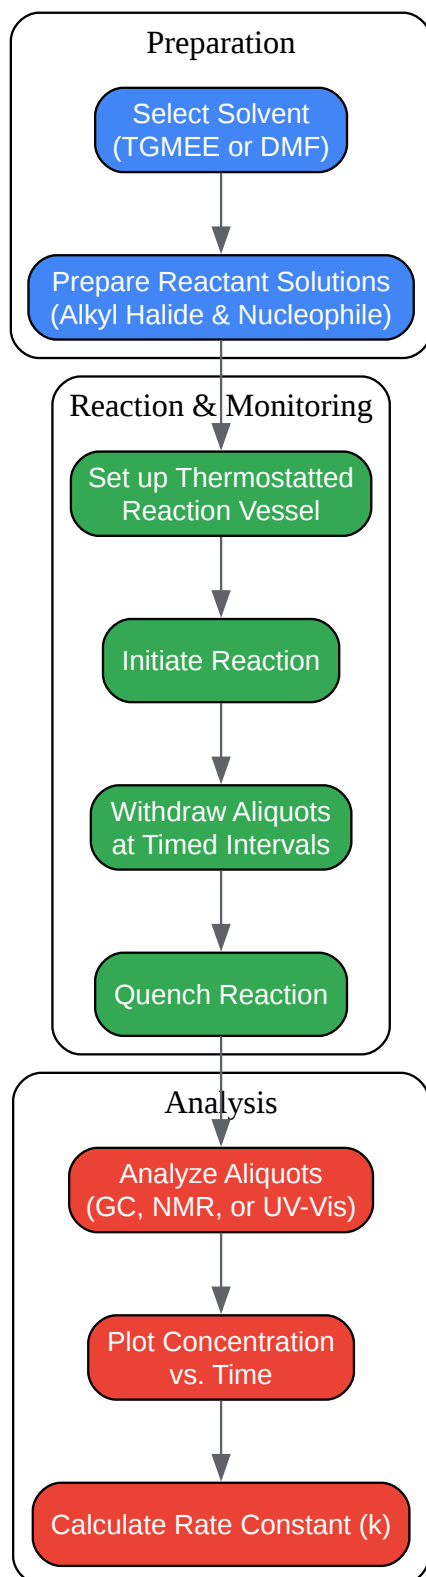 Preparation
Select Solvent
(TGMEE or DMF)
Prepare Reactant Solutions
(Alkyl Halide & Nucleophile)
Reaction & Monitoring
Set up Thermostatted
Reaction Vessel
Initiate Reaction
Withdraw Aliquots
at Timed Intervals
Quench Reaction
Analysis
Analyze Aliquots
(GC, NMR, or UV-Vis)
Plot Concentration
vs. Time
Calculate Rate Constant (k)